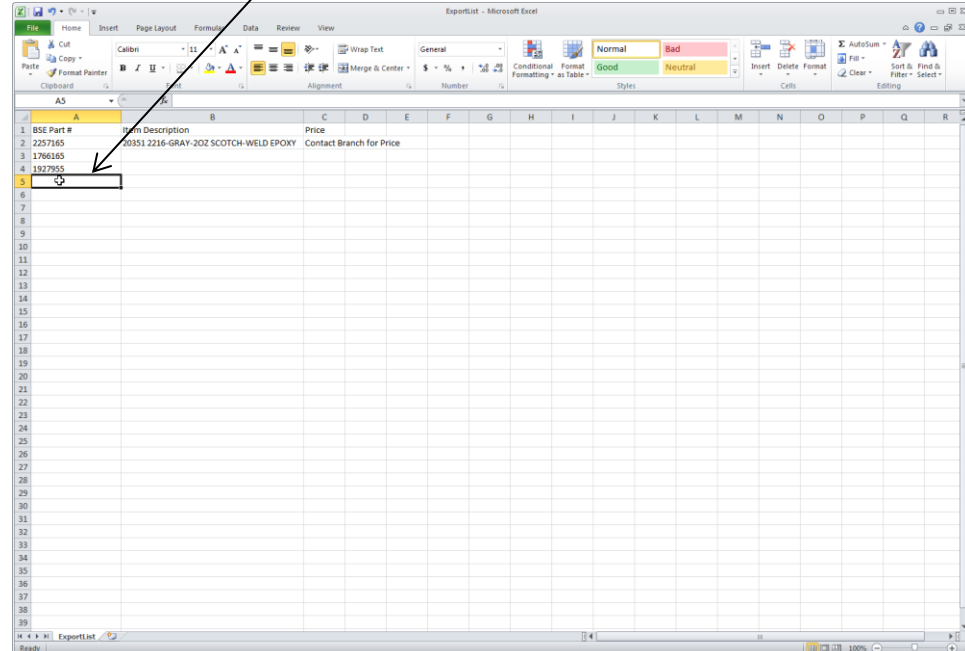 ExportList - Microsoft Excel
File Home Insert Page Layout Formulas Data Review View
Paste
Cut
Copy
Format Painter
Clipboard
Calibri 11 A A
B I U A
Font
Wrap Text
Merge & Center
Alignment
General
$ % ,
Number
Conditional Formatting
Format as Table
Normal Bad
Good Neutral
Styles
Insert Delete Format
Cells
Σ AutoSum
Fill
Clear
Sort & Filter
Find & Select
Editing
A5 fx
A B C D E F G H I J K L M N O P Q R
1 BSE Part # Item Description Price
2 2257165 20351 2216-GRAY-2OZ SCOTCH-WELD EPOXY Contact Branch for Price
3 1766165
4 1927955
5
6
7
8
9
10
11
12
13
14
15
16
17
18
19
20
21
22
23
24
25
26
27
28
29
30
31
32
33
34
35
36
37
38
39
ExportList
Ready 100%